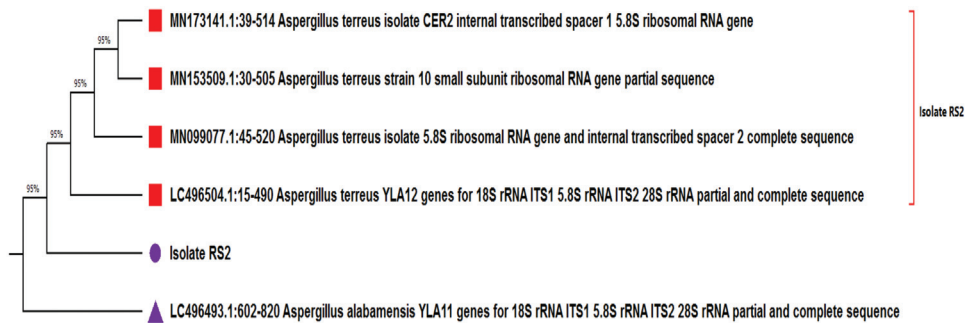 MN173141.1:39-514 Aspergillus terreus isolate CER2 internal transcribed spacer 1 5.8S ribosomal RNA gene
95%
MN153509.1:30-505 Aspergillus terreus strain 10 small subunit ribosomal RNA gene partial sequence
95%
Isolate RS2
MN099077.1:45-520 Aspergillus terreus isolate 5.8S ribosomal RNA gene and internal transcribed spacer 2 complete sequence
95%
LC496504.1:15-490 Aspergillus terreus YLA12 genes for 18S rRNA ITS1 5.8S rRNA ITS2 28S rRNA partial and complete sequence
95%
Isolate RS2
LC496493.1:602-820 Aspergillus alabamensis YLA11 genes for 18S rRNA ITS1 5.8S rRNA ITS2 28S rRNA partial and complete sequence